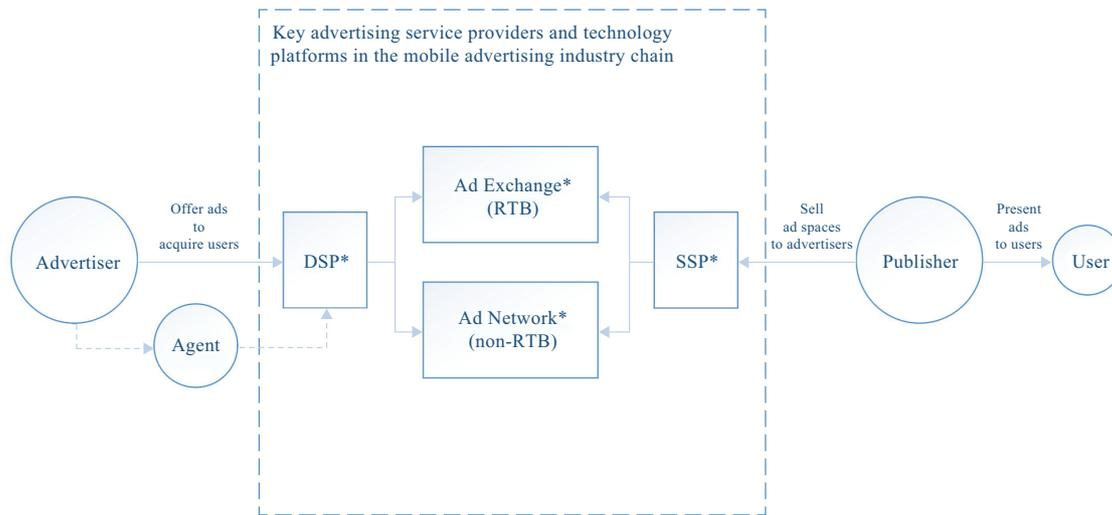 Key advertising service providers and technology
platforms in the mobile advertising industry chain
Advertiser
Offer ads
to
acquire users
Agent
DSP*
Ad Exchange*
(RTB)
Ad Network*
(non-RTB)
SSP*
Sell
ad spaces
to advertisers
Publisher
Present
ads
to users
User